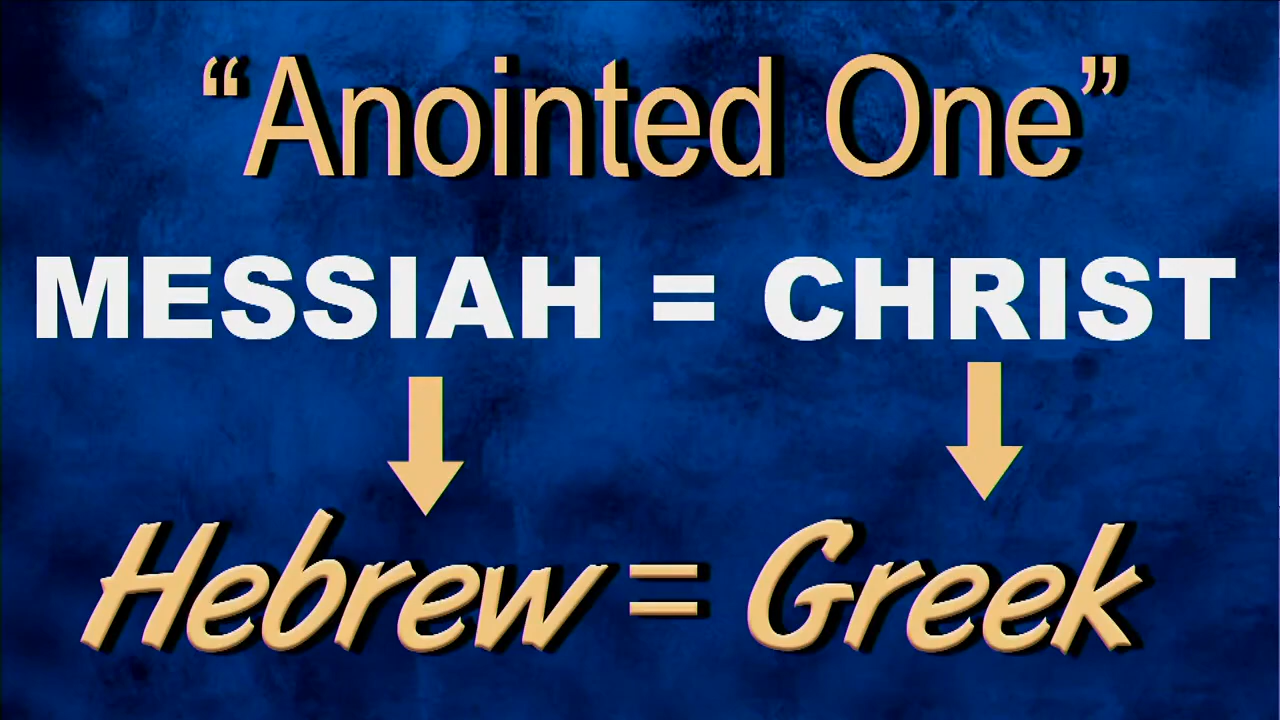 “Anointed One”
MESSIAH = CHRIST
Hebrew = Greek